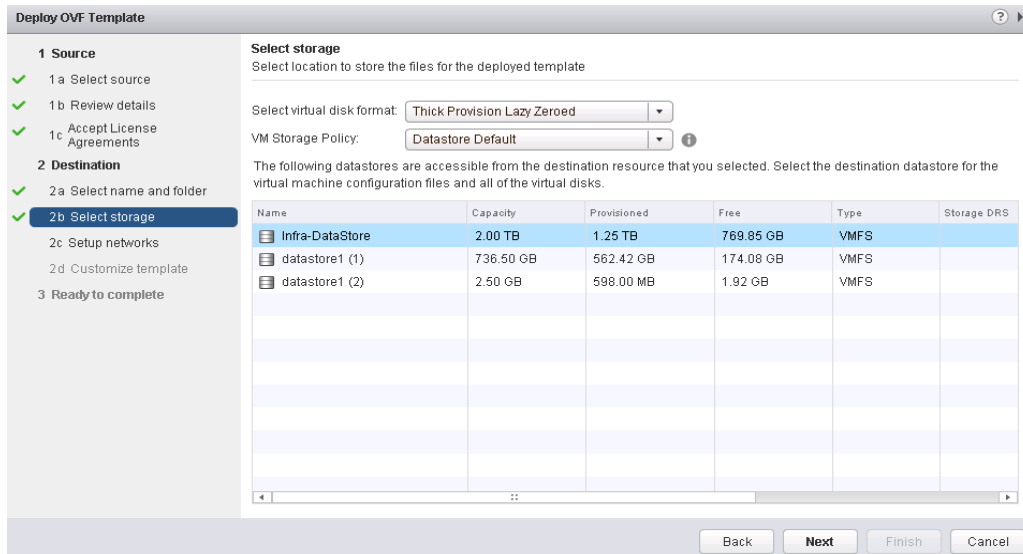 Deploy OVF Template
?
1 Source
1a Select source
1b Review details
1c Accept License
Agreements
2 Destination
2a Select name and folder
2b Select storage
2c Setup networks
2d Customize template
3 Ready to complete
Select storage
Select location to store the files for the deployed template
Select virtual disk format: Thick Provision Lazy Zeroed
VM Storage Policy: Datastore Default
The following datastores are accessible from the destination resource that you selected. Select the destination datastore for the
virtual machine configuration files and all of the virtual disks.
Name Capacity Provisioned Free Type Storage DRS
Infra-DataStore 2.00 TB 1.25 TB 769.85 GB VMFS
datastore1 (1) 736.50 GB 562.42 GB 174.08 GB VMFS
datastore1 (2) 2.50 GB 598.00 MB 1.92 GB VMFS
Back Next Finish Cancel